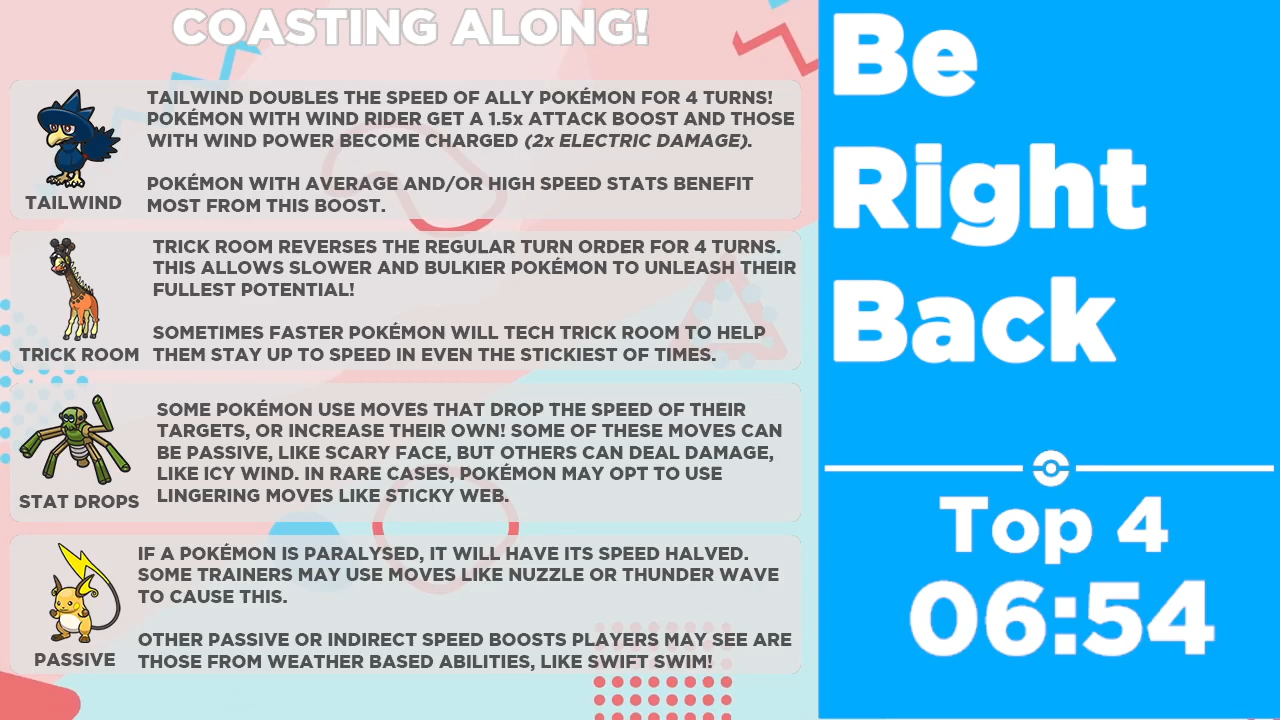 COASTING ALONG!
TAILWIND DOUBLES THE SPEED OF ALLY POKÉMON FOR 4 TURNS!
POKÉMON WITH WIND RIDER GET A 1.5x ATTACK BOOST AND THOSE
WITH WIND POWER BECOME CHARGED (2x ELECTRIC DAMAGE).
POKÉMON WITH AVERAGE AND/OR HIGH SPEED STATS BENEFIT
MOST FROM THIS BOOST.
TAILWIND
TRICK ROOM REVERSES THE REGULAR TURN ORDER FOR 4 TURNS.
THIS ALLOWS SLOWER AND BULKIER POKÉMON TO UNLEASH THEIR
FULLEST POTENTIAL!
SOMETIMES FASTER POKÉMON WILL TECH TRICK ROOM TO HELP
THEM STAY UP TO SPEED IN EVEN THE STICKIEST OF TIMES.
TRICK ROOM
SOME POKÉMON USE MOVES THAT DROP THE SPEED OF THEIR
TARGETS, OR INCREASE THEIR OWN! SOME OF THESE MOVES CAN
BE PASSIVE, LIKE SCARY FACE, BUT OTHERS CAN DEAL DAMAGE,
LIKE ICY WIND. IN RARE CASES, POKÉMON MAY OPT TO USE
LINGERING MOVES LIKE STICKY WEB.
STAT DROPS
IF A POKÉMON IS PARALYSED, IT WILL HAVE ITS SPEED HALVED.
SOME TRAINERS MAY USE MOVES LIKE NUZZLE OR THUNDER WAVE
TO CAUSE THIS.
OTHER PASSIVE OR INDIRECT SPEED BOOSTS PLAYERS MAY SEE ARE
THOSE FROM WEATHER BASED ABILITIES, LIKE SWIFT SWIM!
PASSIVE
Be
Right
Back
Top 4
06:54